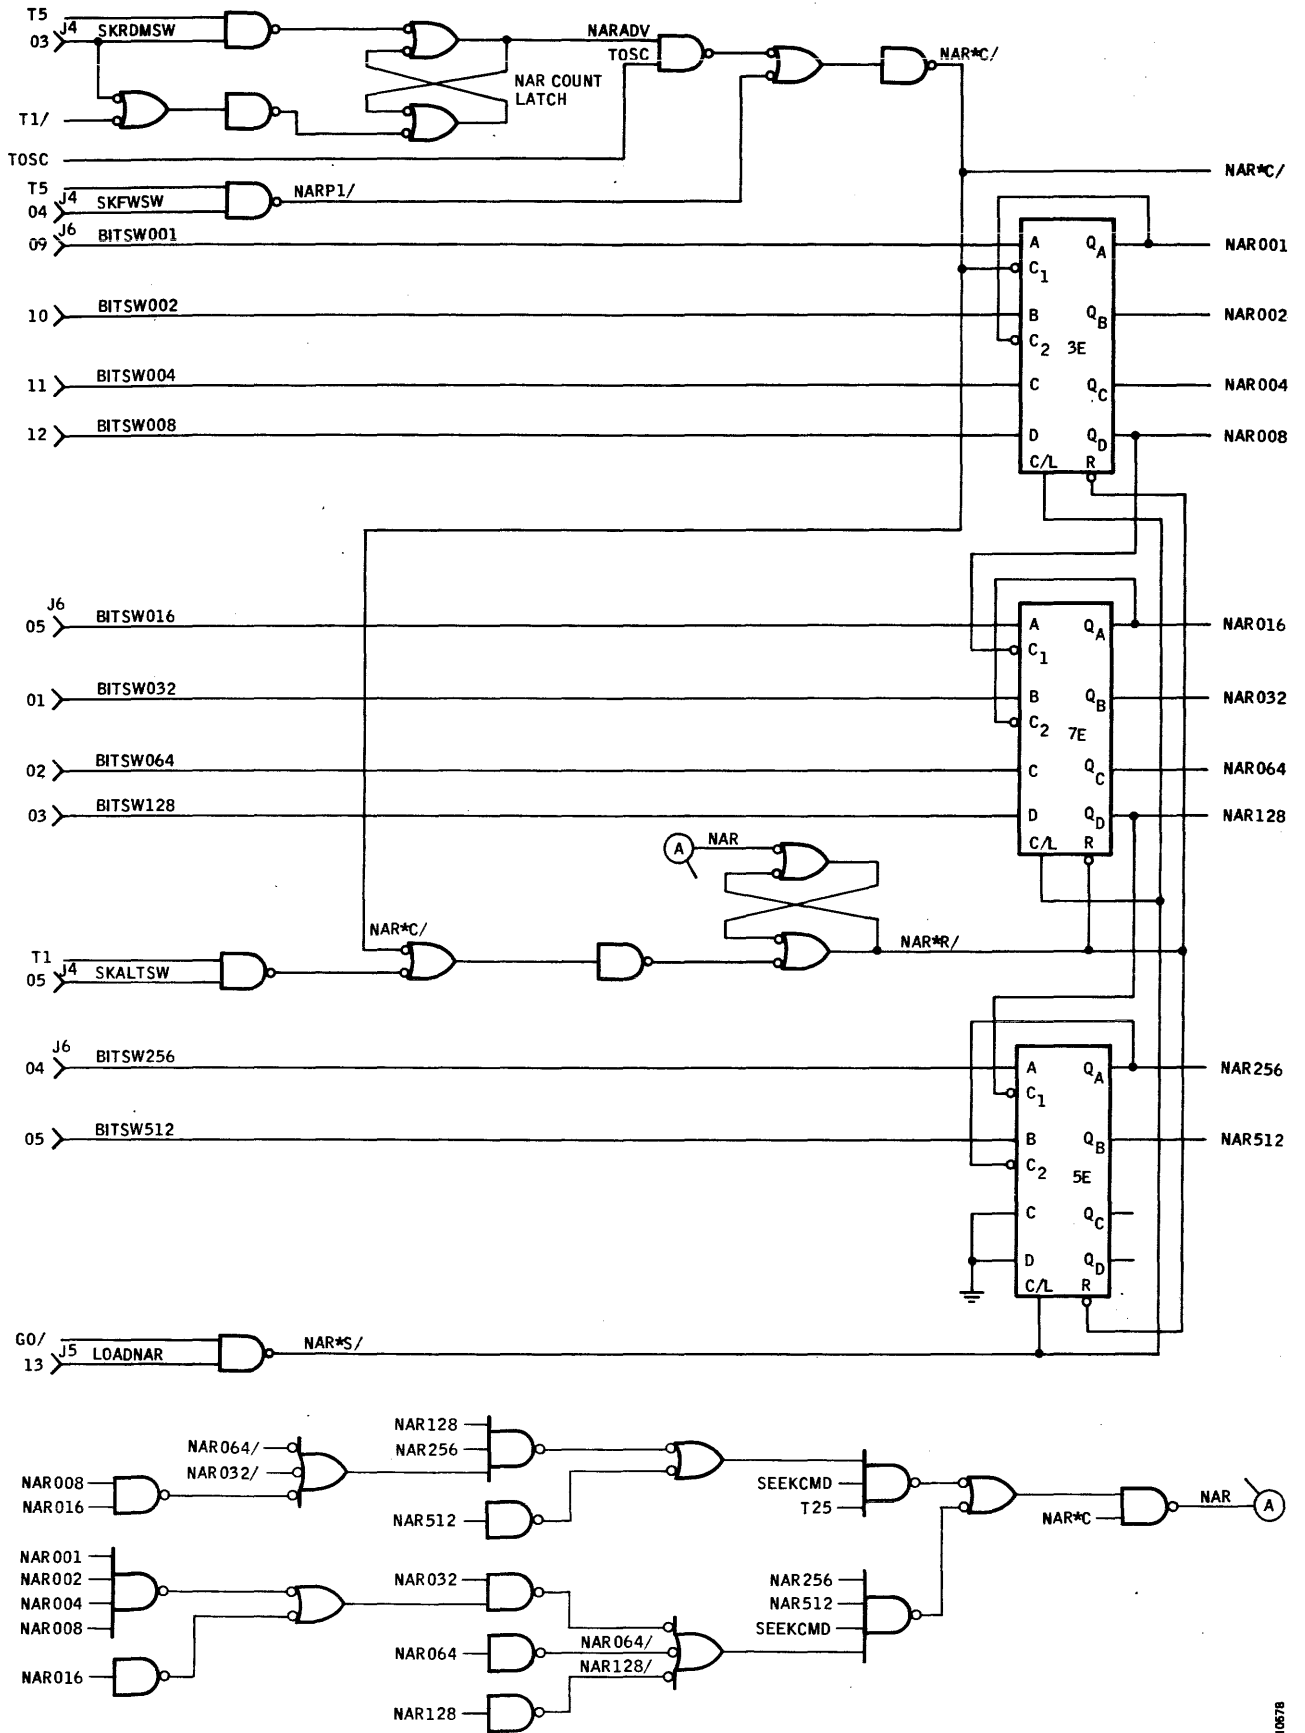 T5
J4
03 SKRDMSW
NARADV
TOSC
NAR*C/
NAR COUNT
LATCH
T1/
TOSC
NAR*C/
T5
J4
04 SKFWSW
NARP1/
J6
09 BITSW001
A QA NAR001
C1
10 BITSW002
B QB NAR002
C2 3E
11 BITSW004
C QC NAR004
12 BITSW008
D QD NAR008
C/L R
J6
05 BITSW016
A QA NAR016
C1
01 BITSW032
B QB NAR032
C2
7E
02 BITSW064
C QC NAR064
03 BITSW128
D QD NAR128
A NAR
C/L R
NAR*C/
NAR*R/
T1
J4
05 SKALTSW
J6
04 BITSW256
A QA NAR256
C1
05 BITSW512
B QB NAR512
C2 5E
C QC
D QD
C/L R
GO/
J5
13 LOADNAR
NAR*S/
NAR128
NAR064/
NAR256
NAR032/
NAR008
NAR016
SEEKCMD
T25
NAR512
NAR*C
NAR
A
NAR001
NAR002
NAR004
NAR008
NAR032
NAR256
NAR512
SEEKCMD
NAR064
NAR064/
NAR128/
NAR016
NAR128
10678